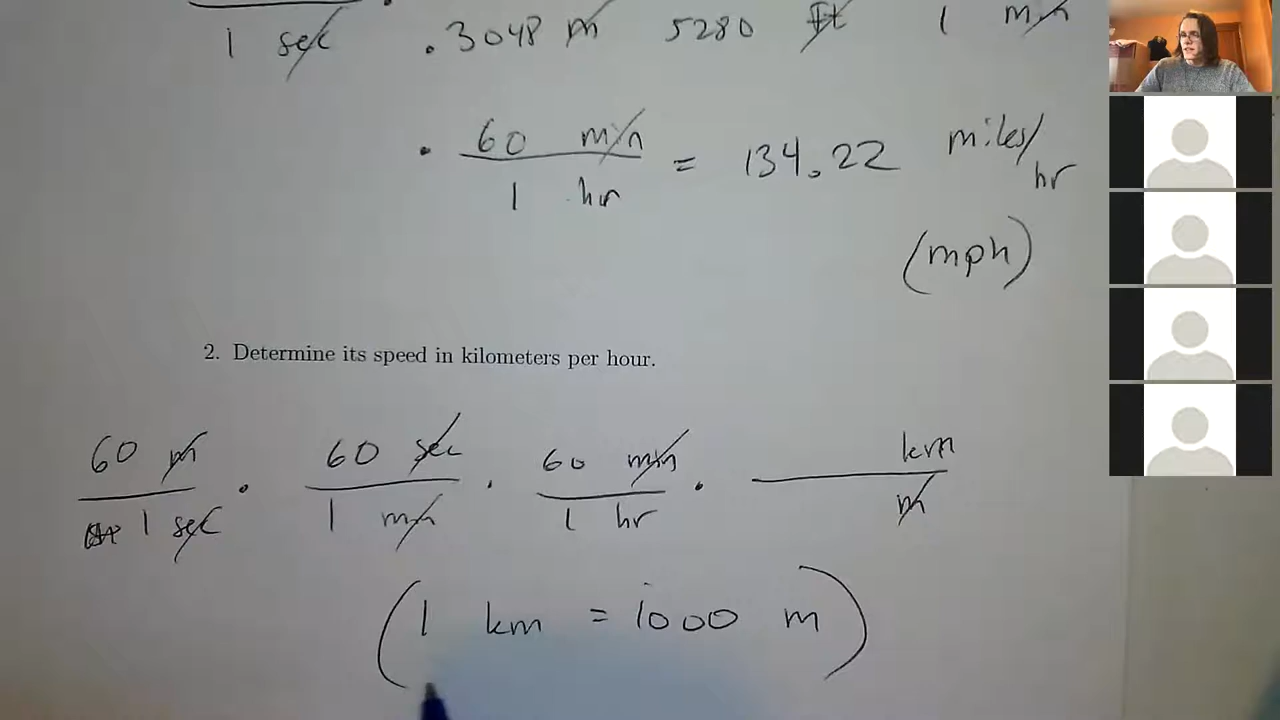 1 sec .3048 m 5280 ft 1 min
· 60 min / 1 hr = 134.22 miles/hr
(mph)
2. Determine its speed in kilometers per hour.
60 m / 1 sec · 60 sec / 1 min · 60 min / 1 hr · km / m
(1 km = 1000 m)